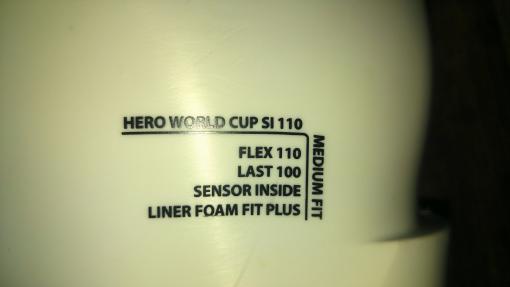 HERO WORLD CUP SI 110
FLEX 110
LAST 100
SENSOR INSIDE
LINER FOAM FIT PLUS
MEDIUM FIT